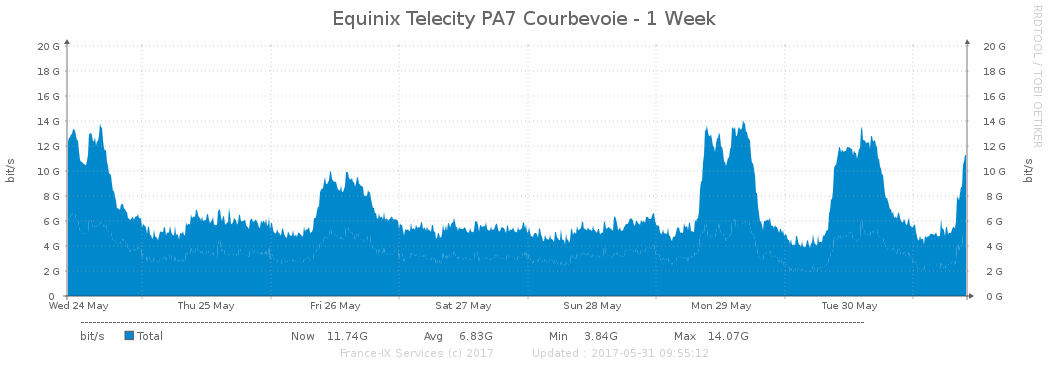 Equinix Telecity PA7 Courbevoie - 1 Week
RRDTOOL / TOBI OETIKER
bit/s
20 G 20 G
18 G 18 G
16 G 16 G
14 G 14 G
12 G 12 G
10 G 10 G
8 G 8 G
6 G 6 G
4 G 4 G
2 G 2 G
0 0 G
bit/s
Wed 24 May Thu 25 May Fri 26 May Sat 27 May Sun 28 May Mon 29 May Tue 30 May
bit/s Total Now 11.74G Avg 6.83G Min 3.84G Max 14.07G
France-IX Services (c) 2017 Updated : 2017-05-31 09:55:12